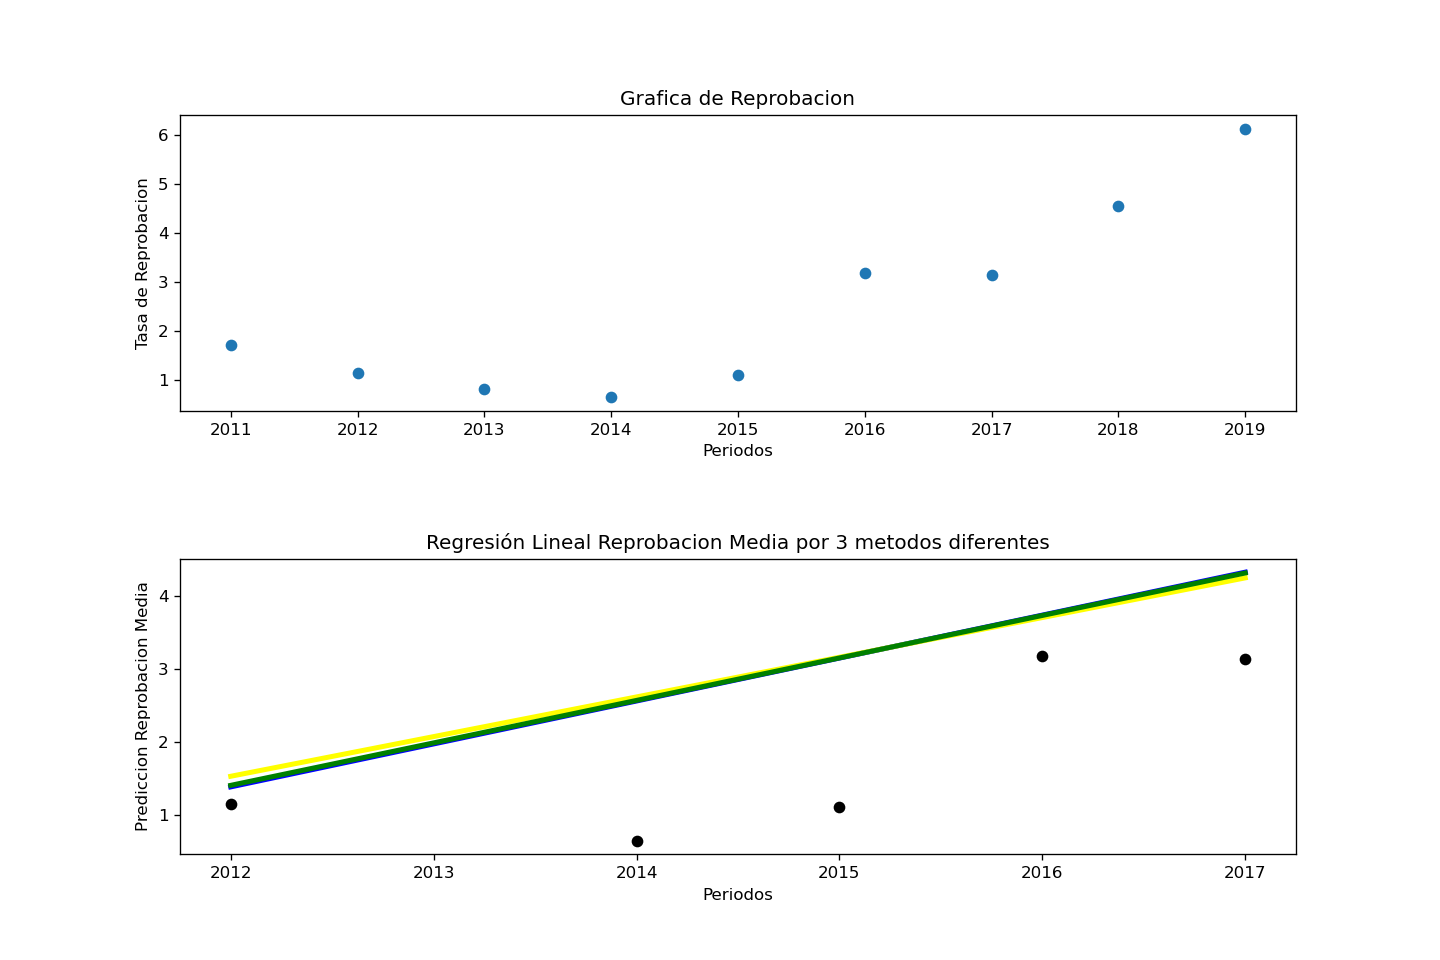 Grafica de Reprobacion
Tasa de Reprobacion
6
5
4
3
2
1
2011 2012 2013 2014 2015 2016 2017 2018 2019
Periodos
Regresión Lineal Reprobacion Media por 3 metodos diferentes
Prediccion Reprobacion Media
4
3
2
1
2012 2013 2014 2015 2016 2017
Periodos